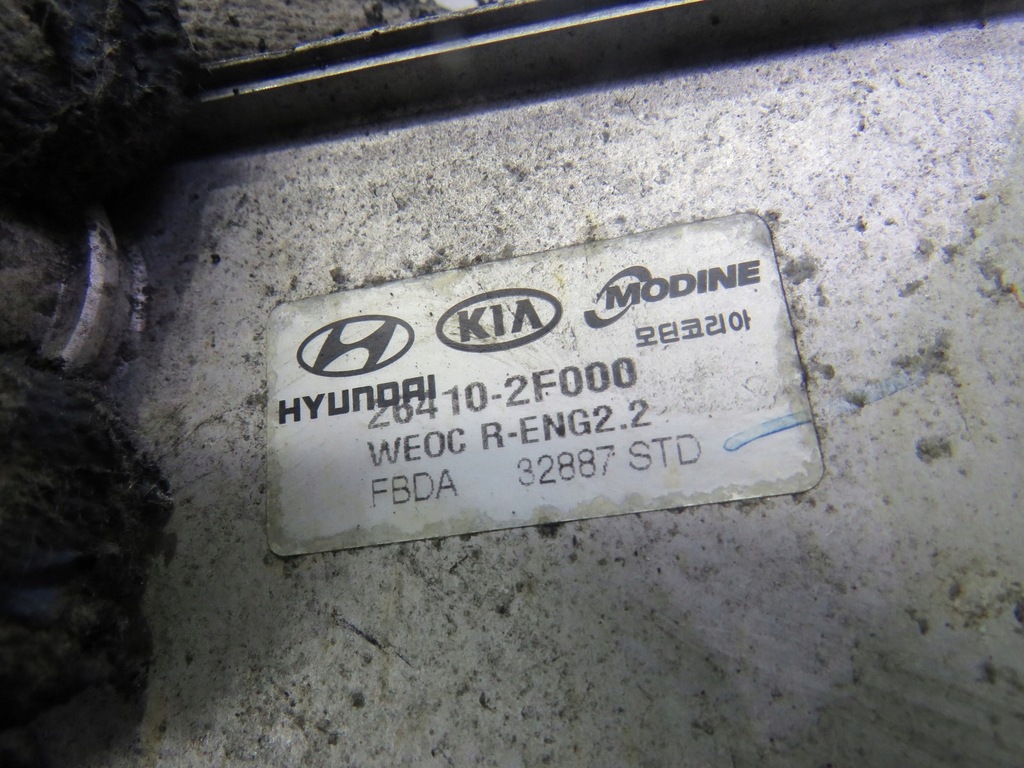 HYUNDAI
KIA
MODINE
모딘코리아
26410-2F000
WEOC R-ENG2.2
FBDA 32887 STD